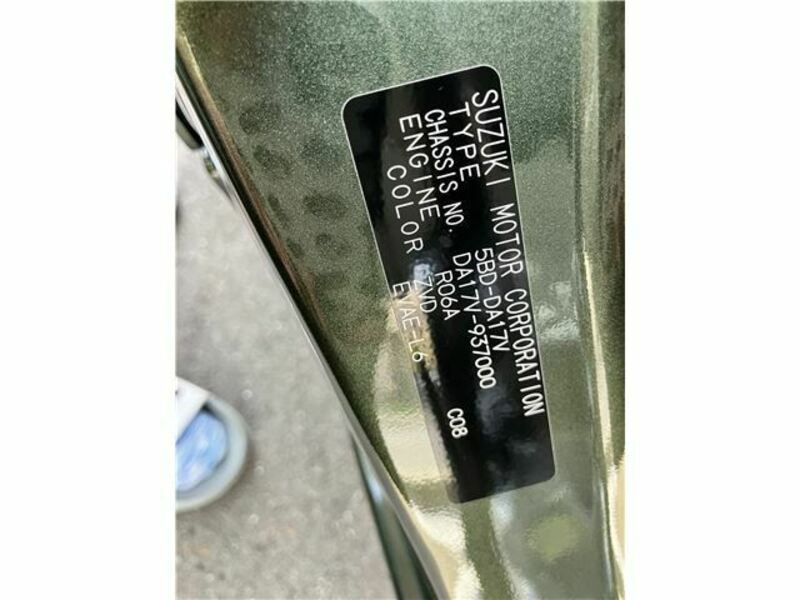 SUZUKI MOTOR CORPORATION
TYPE 5BD-DA17V
CHASSIS NO. DA17V-937000
ENGINE R06A C08
COLOR ZVD
EVAE-L6